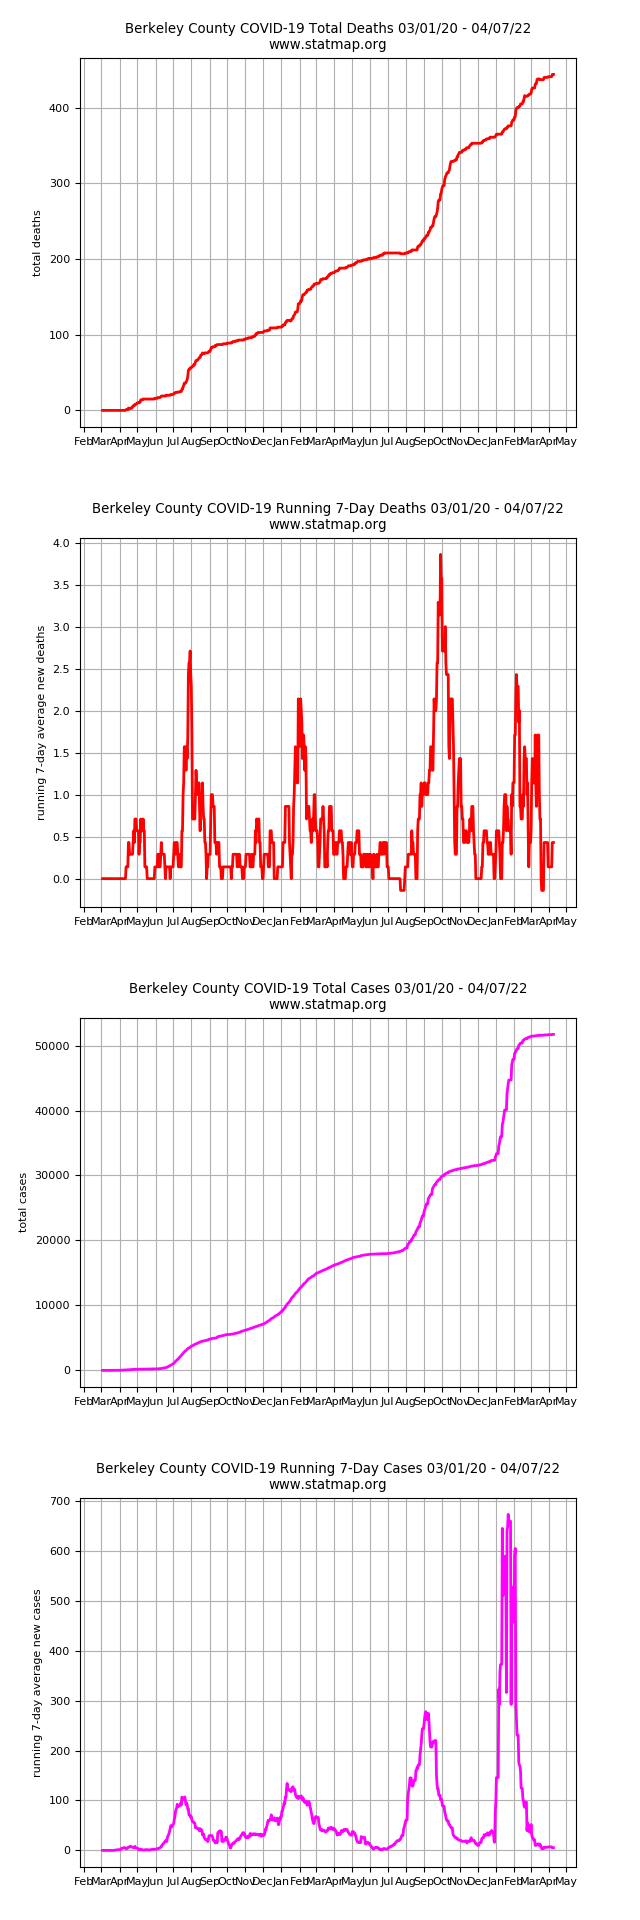 Berkeley County COVID-19 Total Deaths 03/01/20 - 04/07/22
www.statmap.org
400
300
200
100
0
total deaths
Feb Mar Apr May Jun Jul Aug Sep Oct Nov Dec Jan Feb Mar Apr May Jun Jul Aug Sep Oct Nov Dec Jan Feb Mar Apr May
Berkeley County COVID-19 Running 7-Day Deaths 03/01/20 - 04/07/22
www.statmap.org
4.0
3.5
3.0
2.5
2.0
1.5
1.0
0.5
0.0
running 7-day average new deaths
Feb Mar Apr May Jun Jul Aug Sep Oct Nov Dec Jan Feb Mar Apr May Jun Jul Aug Sep Oct Nov Dec Jan Feb Mar Apr May
Berkeley County COVID-19 Total Cases 03/01/20 - 04/07/22
www.statmap.org
50000
40000
30000
20000
10000
0
total cases
Feb Mar Apr May Jun Jul Aug Sep Oct Nov Dec Jan Feb Mar Apr May Jun Jul Aug Sep Oct Nov Dec Jan Feb Mar Apr May
Berkeley County COVID-19 Running 7-Day Cases 03/01/20 - 04/07/22
www.statmap.org
700
600
500
400
300
200
100
0
running 7-day average new cases
Feb Mar Apr May Jun Jul Aug Sep Oct Nov Dec Jan Feb Mar Apr May Jun Jul Aug Sep Oct Nov Dec Jan Feb Mar Apr May